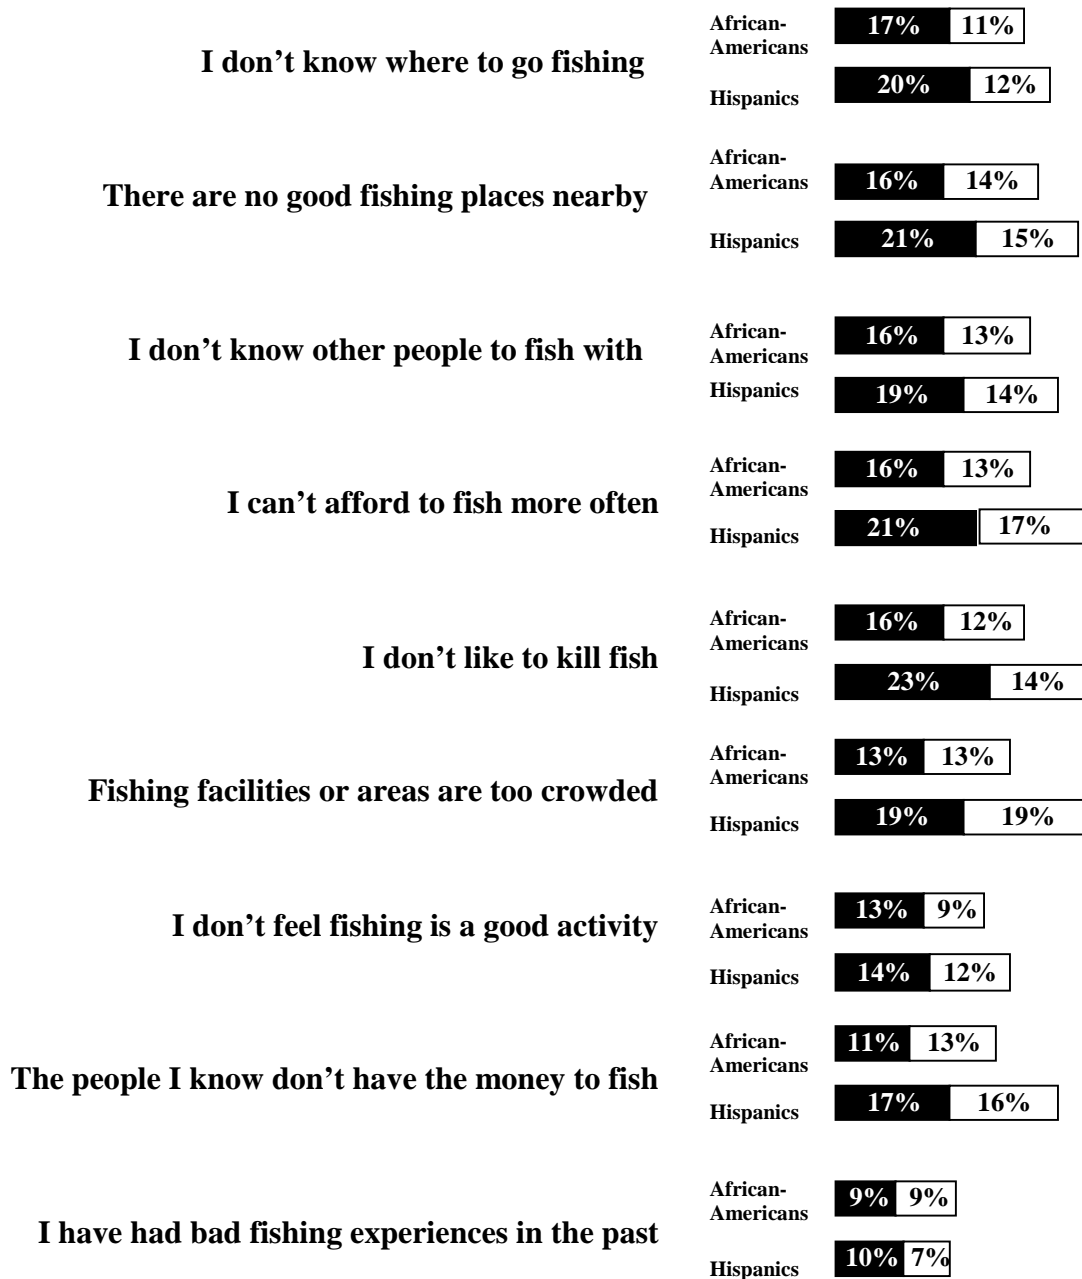 I don’t know where to go fishing
African-
Americans
17% 11%
Hispanics
20% 12%
There are no good fishing places nearby
African-
Americans
16% 14%
Hispanics
21% 15%
I don’t know other people to fish with
African-
Americans
16% 13%
Hispanics
19% 14%
I can’t afford to fish more often
African-
Americans
16% 13%
Hispanics
21% 17%
I don’t like to kill fish
African-
Americans
16% 12%
Hispanics
23% 14%
Fishing facilities or areas are too crowded
African-
Americans
13% 13%
Hispanics
19% 19%
I don’t feel fishing is a good activity
African-
Americans
13% 9%
Hispanics
14% 12%
The people I know don’t have the money to fish
African-
Americans
11% 13%
Hispanics
17% 16%
I have had bad fishing experiences in the past
African-
Americans
9% 9%
Hispanics
10% 7%